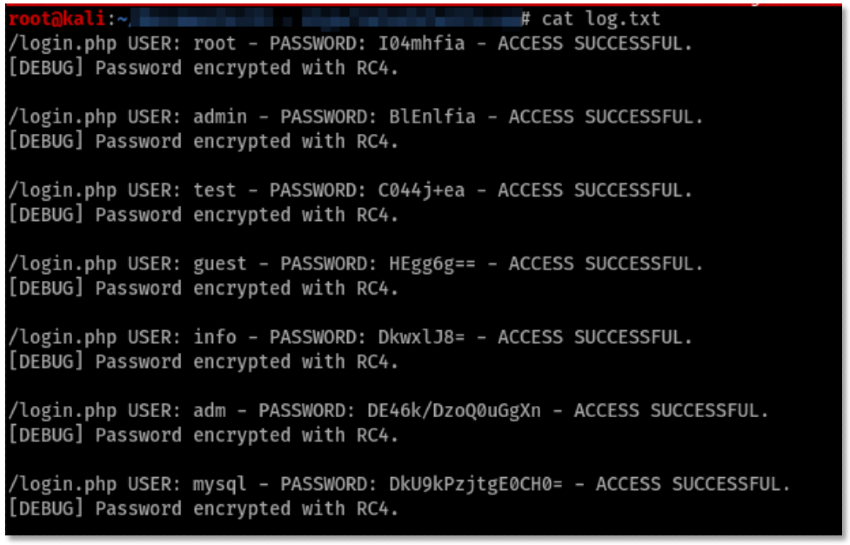 root@kali:~/ # cat log.txt
/login.php USER: root - PASSWORD: I04mhfia - ACCESS SUCCESSFUL.
[DEBUG] Password encrypted with RC4.
/login.php USER: admin - PASSWORD: BlEnlfia - ACCESS SUCCESSFUL.
[DEBUG] Password encrypted with RC4.
/login.php USER: test - PASSWORD: C044j+ea - ACCESS SUCCESSFUL.
[DEBUG] Password encrypted with RC4.
/login.php USER: guest - PASSWORD: HEgg6g== - ACCESS SUCCESSFUL.
[DEBUG] Password encrypted with RC4.
/login.php USER: info - PASSWORD: DkwxlJ8= - ACCESS SUCCESSFUL.
[DEBUG] Password encrypted with RC4.
/login.php USER: adm - PASSWORD: DE46k/DzoQ0uGgXn - ACCESS SUCCESSFUL.
[DEBUG] Password encrypted with RC4.
/login.php USER: mysql - PASSWORD: DkU9kPzjtgE0CH0= - ACCESS SUCCESSFUL.
[DEBUG] Password encrypted with RC4.